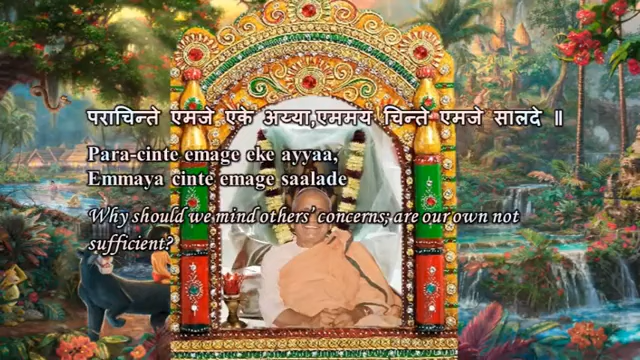 पराचिन्ते एमजे एके अय्या,एममय चिन्ते एमजे सालदे ॥
Para-cinte emage eke ayyaa,
Emmaya cinte emage saalade
Why should we mind others' concerns; are our own not
sufficient?